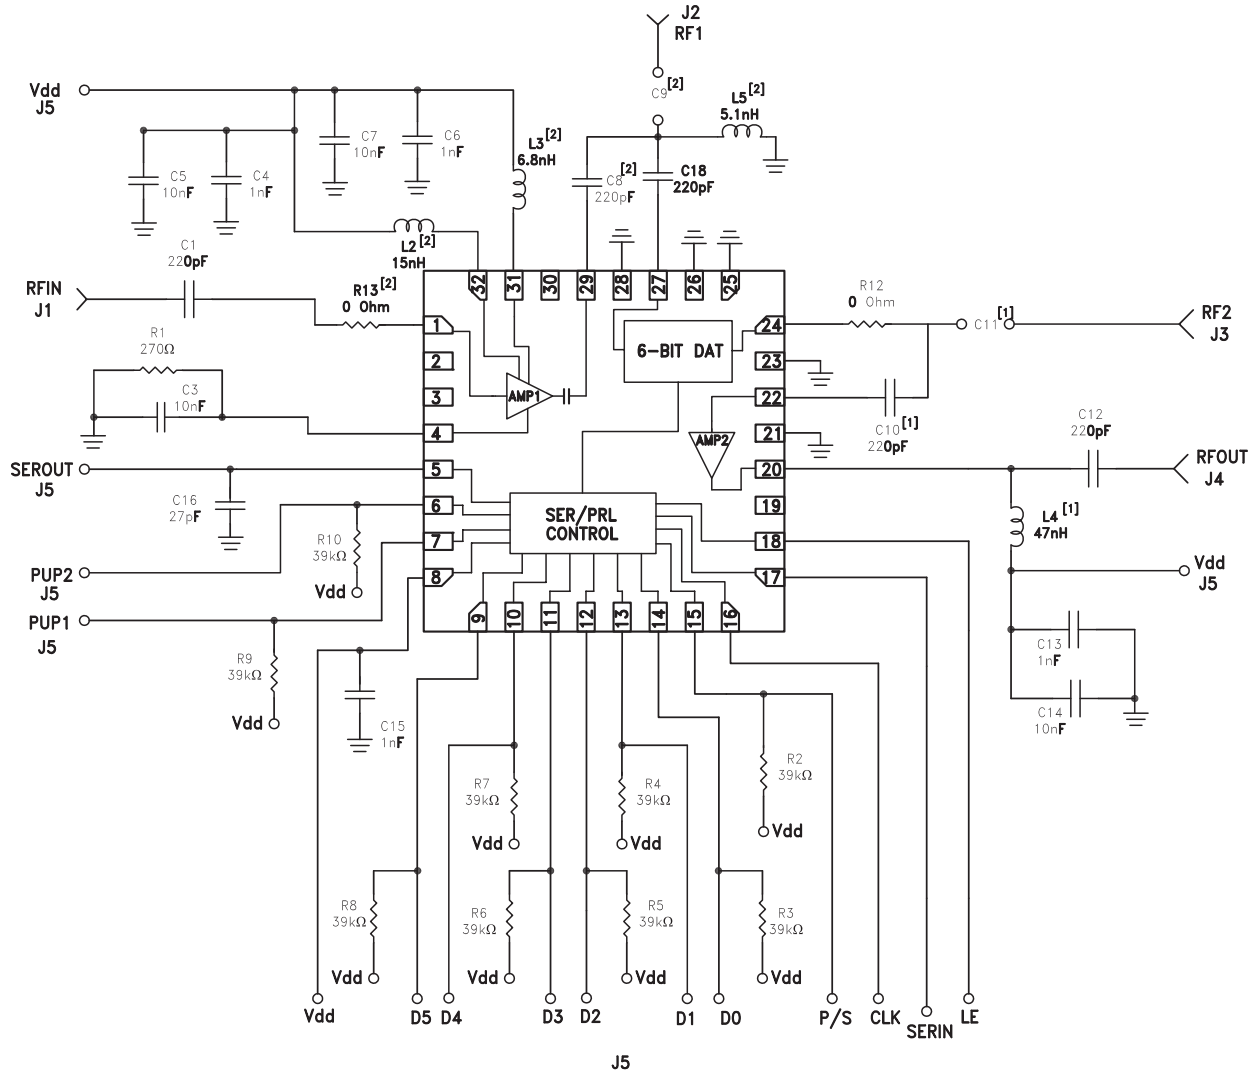 J2
RF1
Vdd
J5
C9[2]
L5[2]
5.1nH
C7
10nF
C6
1nF
L3[2]
6.8nH
C5
10nF
C4
1nF
C8[2]
220pF
C18
220pF
C1
220pF
L2[2]
15nH
RFIN
J1
R13[2]
0 Ohm
32
31
30
29
28
27
26
25
R12
0 Ohm
C11[1]
RF2
J3
R1
270Ω
C3
10nF
1
2
3
4
5
6
7
8
AMP1
6-BIT DAT
AMP2
24
23
22
21
20
19
18
17
C10[1]
220pF
C12
220pF
RFOUT
J4
SEROUT
J5
C16
27pF
SER/PRL
CONTROL
L4[1]
47nH
R10
39kΩ
Vdd
PUP2
J5
PUP1
J5
Vdd
J5
9
10
11
12
13
14
15
16
R9
39kΩ
Vdd
C15
1nF
C13
1nF
C14
10nF
R7
39kΩ
Vdd
R4
39kΩ
Vdd
R2
39kΩ
Vdd
R8
39kΩ
Vdd
R6
39kΩ
Vdd
R5
39kΩ
Vdd
R3
39kΩ
Vdd
Vdd
D5
D4
D3
D2
D1
D0
P/S
CLK
SERIN
LE
J5